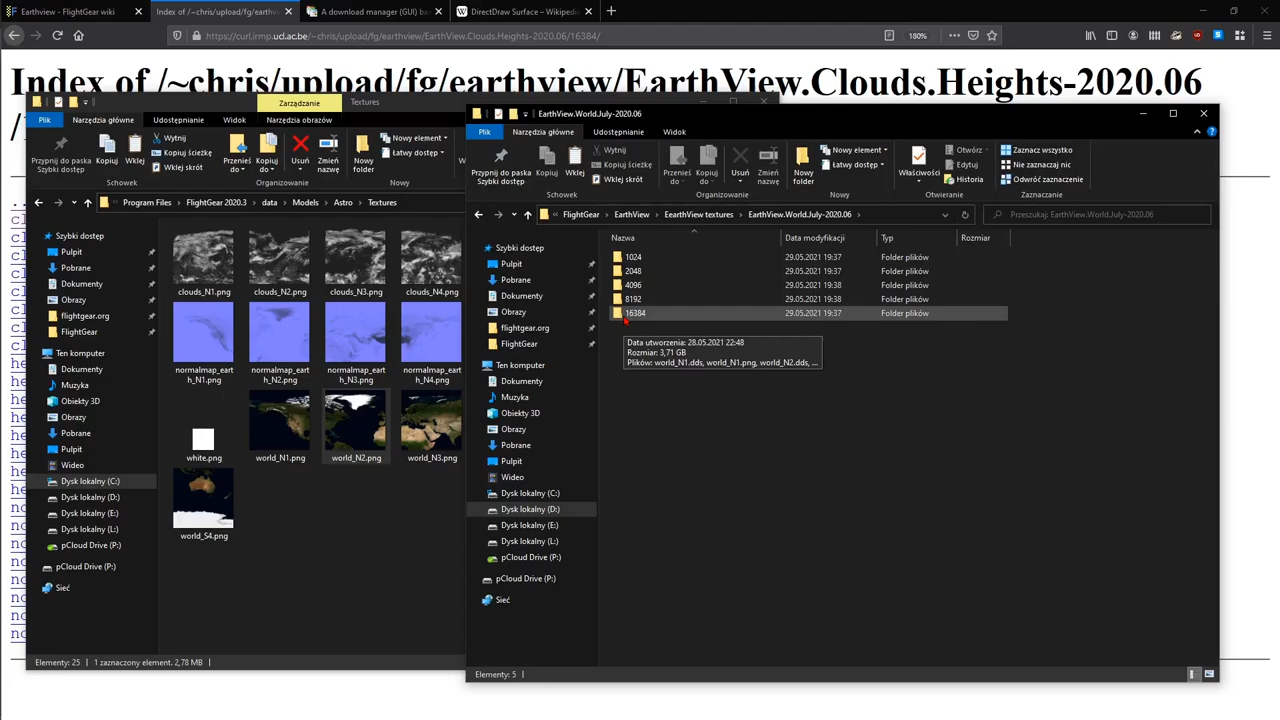 Earthview - FlightGear wiki
Index of /~chris/upload/fg/earthv
A download manager (GUI) bas
DirectDraw Surface – Wikipedia
https://curl.irmp.ud.ac.be/~chris/upload/fg/earthview/EarthView.Clouds.Heights-2020.06/16384/
180%
Index of /~chris/upload/fg/earthview/EarthView.Clouds.Heights-2020.06
Zarządzanie
Textures
Plik
Narzędzia główne
Udostępnianie
Widok
Narzędzia obrazów
Przypnij do paska
Szybki dostęp
Kopiuj
Wklej
Wytnij
Kopiuj ścieżkę
Wklej skrót
Przenieś
do
Kopiuj
do
Usuń
Zmień
nazwę
Nowy
folder
Nowy element
Łatwy dostęp
Schowek
Organizowanie
Nowy
Program Files
FlightGear 2020.3
data
Models
Astro
Textures
Szybki dostęp
Pulpit
Pobrane
Dokumenty
Obrazy
flightgear.org
FlightGear
Ten komputer
Dokumenty
Muzyka
Obiekty 3D
Obrazy
Pobrane
Pulpit
Wideo
Dysk lokalny (C:)
Dysk lokalny (D:)
Dysk lokalny (E:)
Dysk lokalny (L:)
pCloud Drive (P:)
pCloud Drive (P:)
Sieć
clouds_N1.png
clouds_N2.png
clouds_N3.png
clouds_N4.png
normalmap_eart
h_N1.png
normalmap_eart
h_N2.png
normalmap_eart
h_N3.png
normalmap_eart
h_N4.png
white.png
world_N1.png
world_N2.png
world_N3.png
world_S4.png
Elementy: 25
1 zaznaczony element. 2,78 MB
EarthView.WorldJuly-2020.06
Plik
Narzędzia główne
Udostępnianie
Widok
Przypnij do paska
Szybki dostęp
Kopiuj
Wklej
Wytnij
Kopiuj ścieżkę
Wklej skrót
Przenieś
do
Kopiuj
do
Usuń
Zmień
nazwę
Nowy
folder
Nowy element
Łatwy dostęp
Właściwości
Otwórz
Edytuj
Historia
Zaznacz wszystko
Nie zaznaczaj nic
Odwróć zaznaczenie
Schowek
Organizowanie
Nowy
Otwieranie
Zaznaczanie
FlightGear
EarthView
EearthView textures
EarthView.WorldJuly-2020.06
Przeszukaj: EarthView.WorldJuly-2020.06
Szybki dostęp
Pulpit
Pobrane
Dokumenty
Obrazy
flightgear.org
FlightGear
Ten komputer
Dokumenty
Muzyka
Obiekty 3D
Obrazy
Pobrane
Pulpit
Wideo
Dysk lokalny (C:)
Dysk lokalny (D:)
Dysk lokalny (E:)
Dysk lokalny (L:)
pCloud Drive (P:)
pCloud Drive (P:)
Sieć
Nazwa
Data modyfikacji
Typ
Rozmiar
1024 29.05.2021 19:37 Folder plików
2048 29.05.2021 19:37 Folder plików
4096 29.05.2021 19:38 Folder plików
8192 29.05.2021 19:38 Folder plików
16384 29.05.2021 19:37 Folder plików
Data utworzenia: 28.05.2021 22:48
Rozmiar: 3,71 GB
Plików: world_N1.dds, world_N1.png, world_N2.dds, ...
Elementy: 5